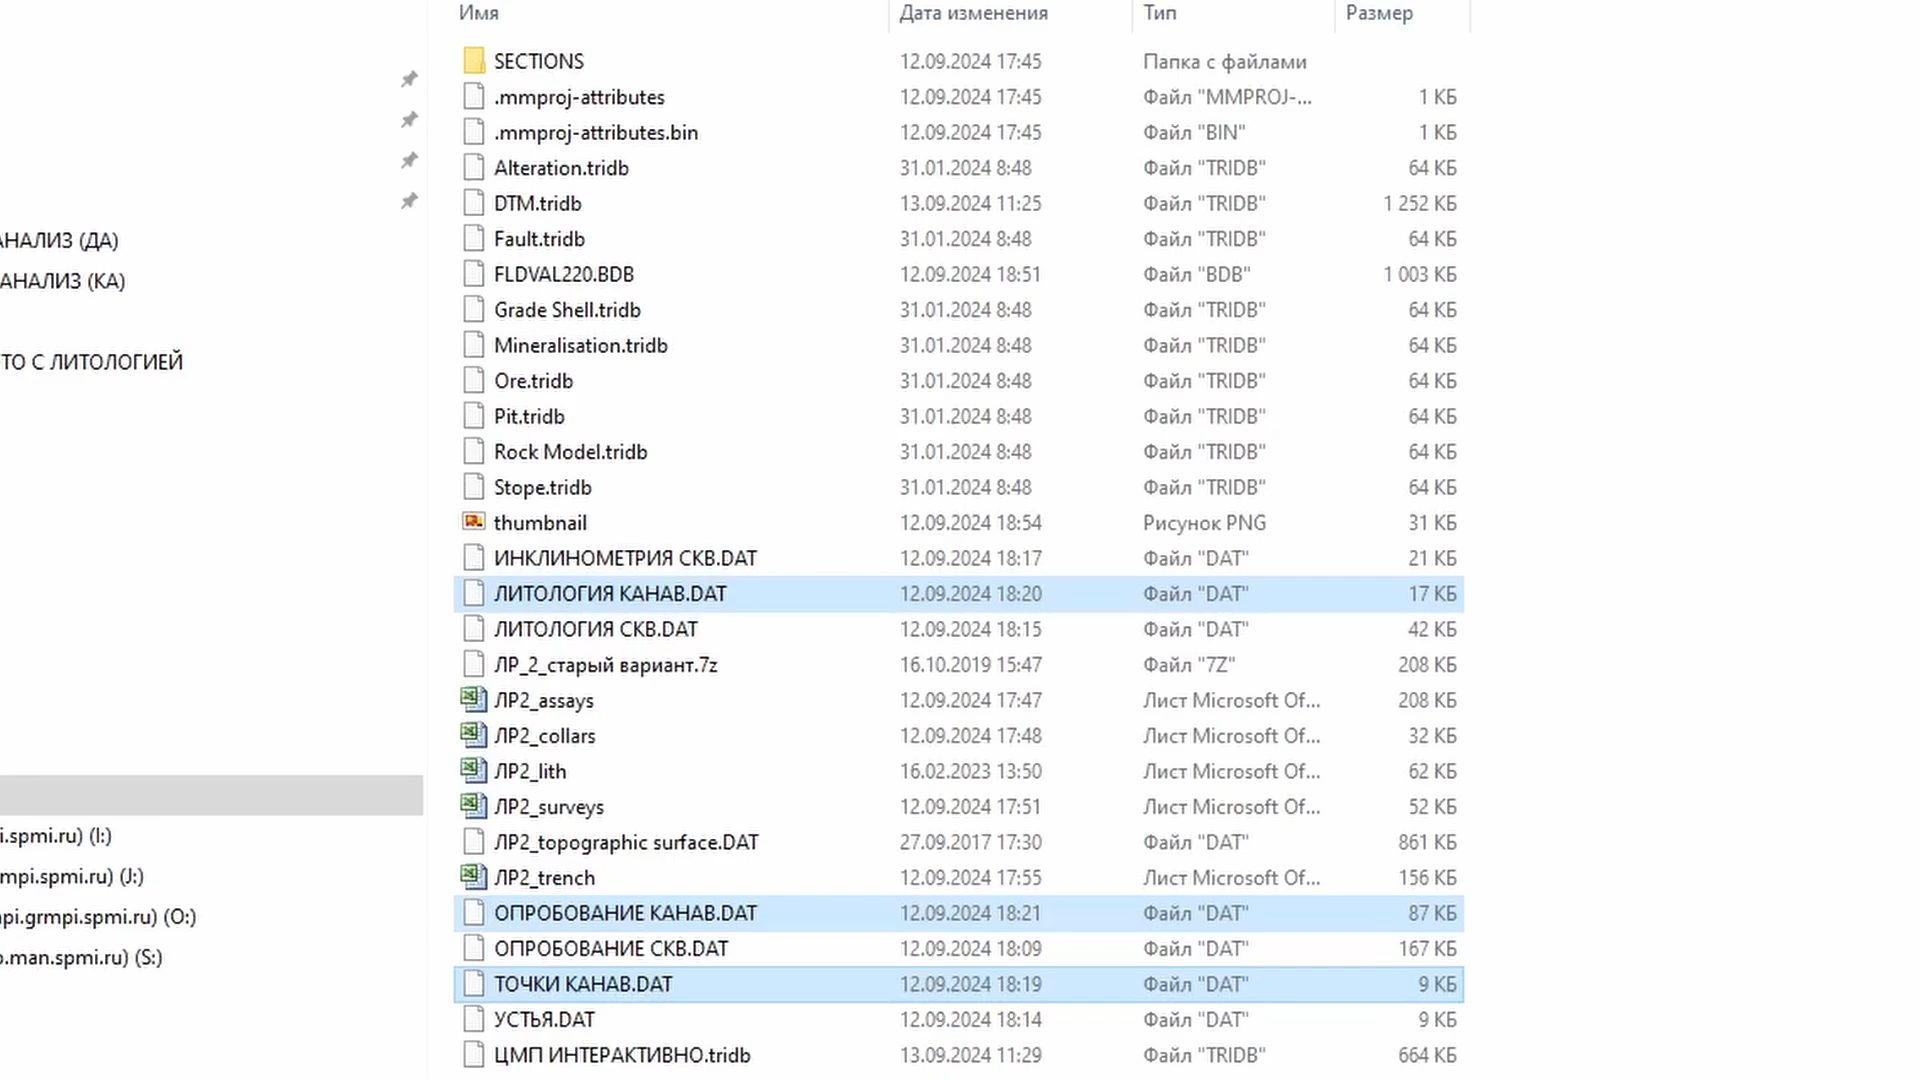 Имя Дата изменения Тип Размер
SECTIONS 12.09.2024 17:45 Папка с файлами
.mmproj-attributes 12.09.2024 17:45 Файл "MMPROJ-... 1 КБ
.mmproj-attributes.bin 12.09.2024 17:45 Файл "BIN" 1 КБ
Alteration.tridb 31.01.2024 8:48 Файл "TRIDB" 64 КБ
DTM.tridb 13.09.2024 11:25 Файл "TRIDB" 1 252 КБ
Fault.tridb 31.01.2024 8:48 Файл "TRIDB" 64 КБ
FLDVAL220.BDB 12.09.2024 18:51 Файл "BDB" 1 003 КБ
Grade Shell.tridb 31.01.2024 8:48 Файл "TRIDB" 64 КБ
Mineralisation.tridb 31.01.2024 8:48 Файл "TRIDB" 64 КБ
Ore.tridb 31.01.2024 8:48 Файл "TRIDB" 64 КБ
Pit.tridb 31.01.2024 8:48 Файл "TRIDB" 64 КБ
Rock Model.tridb 31.01.2024 8:48 Файл "TRIDB" 64 КБ
Stope.tridb 31.01.2024 8:48 Файл "TRIDB" 64 КБ
thumbnail 12.09.2024 18:54 Рисунок PNG 31 КБ
ИНКЛИНОМЕТРИЯ СКВ.DAT 12.09.2024 18:17 Файл "DAT" 21 КБ
ЛИТОЛОГИЯ КАНАВ.DAT 12.09.2024 18:20 Файл "DAT" 17 КБ
ЛИТОЛОГИЯ СКВ.DAT 12.09.2024 18:15 Файл "DAT" 42 КБ
ЛР_2_старый вариант.7z 16.10.2019 15:47 Файл "7Z" 208 КБ
ЛР2_assays 12.09.2024 17:47 Лист Microsoft Of... 208 КБ
ЛР2_collars 12.09.2024 17:48 Лист Microsoft Of... 32 КБ
ЛР2_lith 16.02.2023 13:50 Лист Microsoft Of... 62 КБ
ЛР2_surveys 12.09.2024 17:51 Лист Microsoft Of... 52 КБ
ЛР2_topographic surface.DAT 27.09.2017 17:30 Файл "DAT" 861 КБ
ЛР2_trench 12.09.2024 17:55 Лист Microsoft Of... 156 КБ
ОПРОБОВАНИЕ КАНАВ.DAT 12.09.2024 18:21 Файл "DAT" 87 КБ
ОПРОБОВАНИЕ СКВ.DAT 12.09.2024 18:09 Файл "DAT" 167 КБ
ТОЧКИ КАНАВ.DAT 12.09.2024 18:19 Файл "DAT" 9 КБ
УСТЬЯ.DAT 12.09.2024 18:14 Файл "DAT" 9 КБ
ЦМП ИНТЕРАКТИВНО.tridb 13.09.2024 11:29 Файл "TRIDB" 664 КБ
АНАЛИЗ (ДА)
АНАЛИЗ (КА)
ТО С ЛИТОЛОГИЕЙ
i.spmi.ru) (I:)
mpi.spmi.ru) (J:)
npi.grmpi.spmi.ru) (O:)
o.man.spmi.ru) (S:)